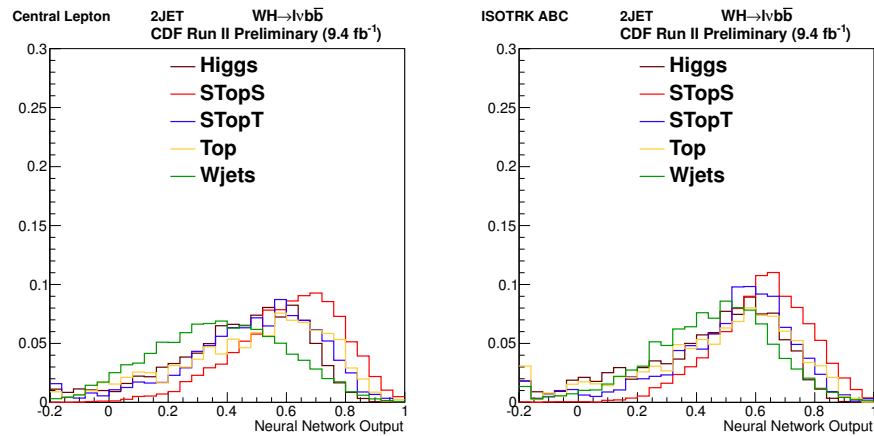 Central Lepton 2JET WH→lνbb̅
CDF Run II Preliminary (9.4 fb⁻¹)
0.3
0.25
0.2
0.15
0.1
0.05
0
Higgs
STopS
STopT
Top
Wjets
-0.2 0 0.2 0.4 0.6 0.8 1
Neural Network Output
ISOTRK ABC 2JET WH→lνbb̅
CDF Run II Preliminary (9.4 fb⁻¹)
0.3
0.25
0.2
0.15
0.1
0.05
0
Higgs
STopS
STopT
Top
Wjets
-0.2 0 0.2 0.4 0.6 0.8 1
Neural Network Output